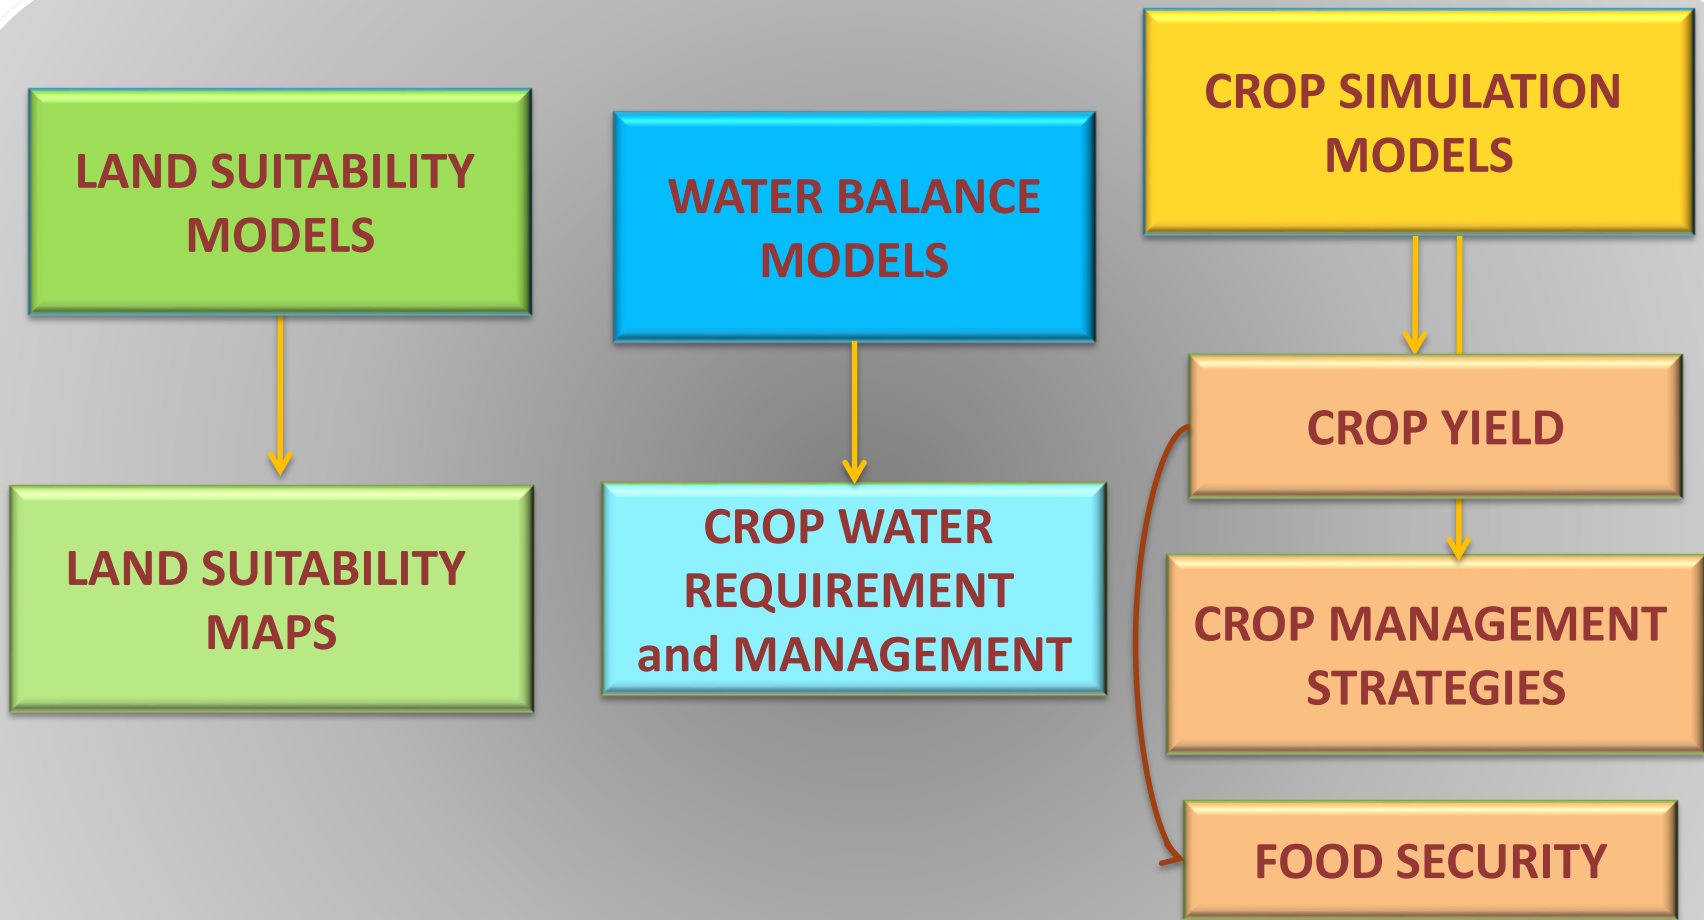 LAND SUITABILITY
MODELS
WATER BALANCE
MODELS
CROP SIMULATION
MODELS
LAND SUITABILITY
MAPS
CROP WATER
REQUIREMENT
and MANAGEMENT
CROP YIELD
CROP MANAGEMENT
STRATEGIES
FOOD SECURITY